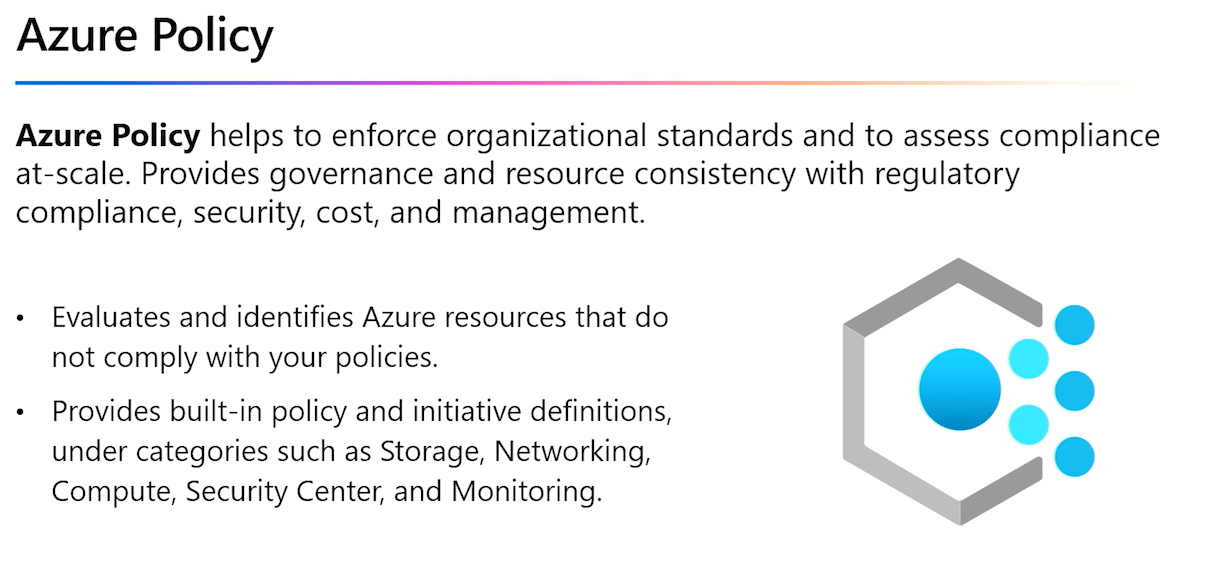 Azure Policy
Azure Policy helps to enforce organizational standards and to assess compliance
at-scale. Provides governance and resource consistency with regulatory
compliance, security, cost, and management.
• Evaluates and identifies Azure resources that do
not comply with your policies.
• Provides built-in policy and initiative definitions,
under categories such as Storage, Networking,
Compute, Security Center, and Monitoring.